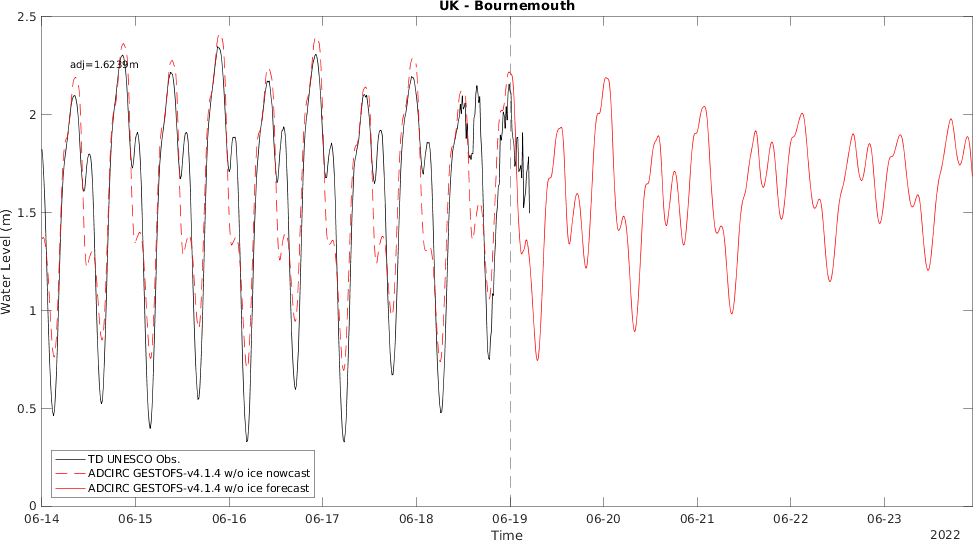 UK - Bournemouth
2.5
adj=1.6239m
2
1.5
Water Level (m)
1
0.5
TD UNESCO Obs.
ADCIRC GESTOFS-v4.1.4 w/o ice nowcast
ADCIRC GESTOFS-v4.1.4 w/o ice forecast
0
06-14 06-15 06-16 06-17 06-18 06-19 06-20 06-21 06-22 06-23
Time
2022